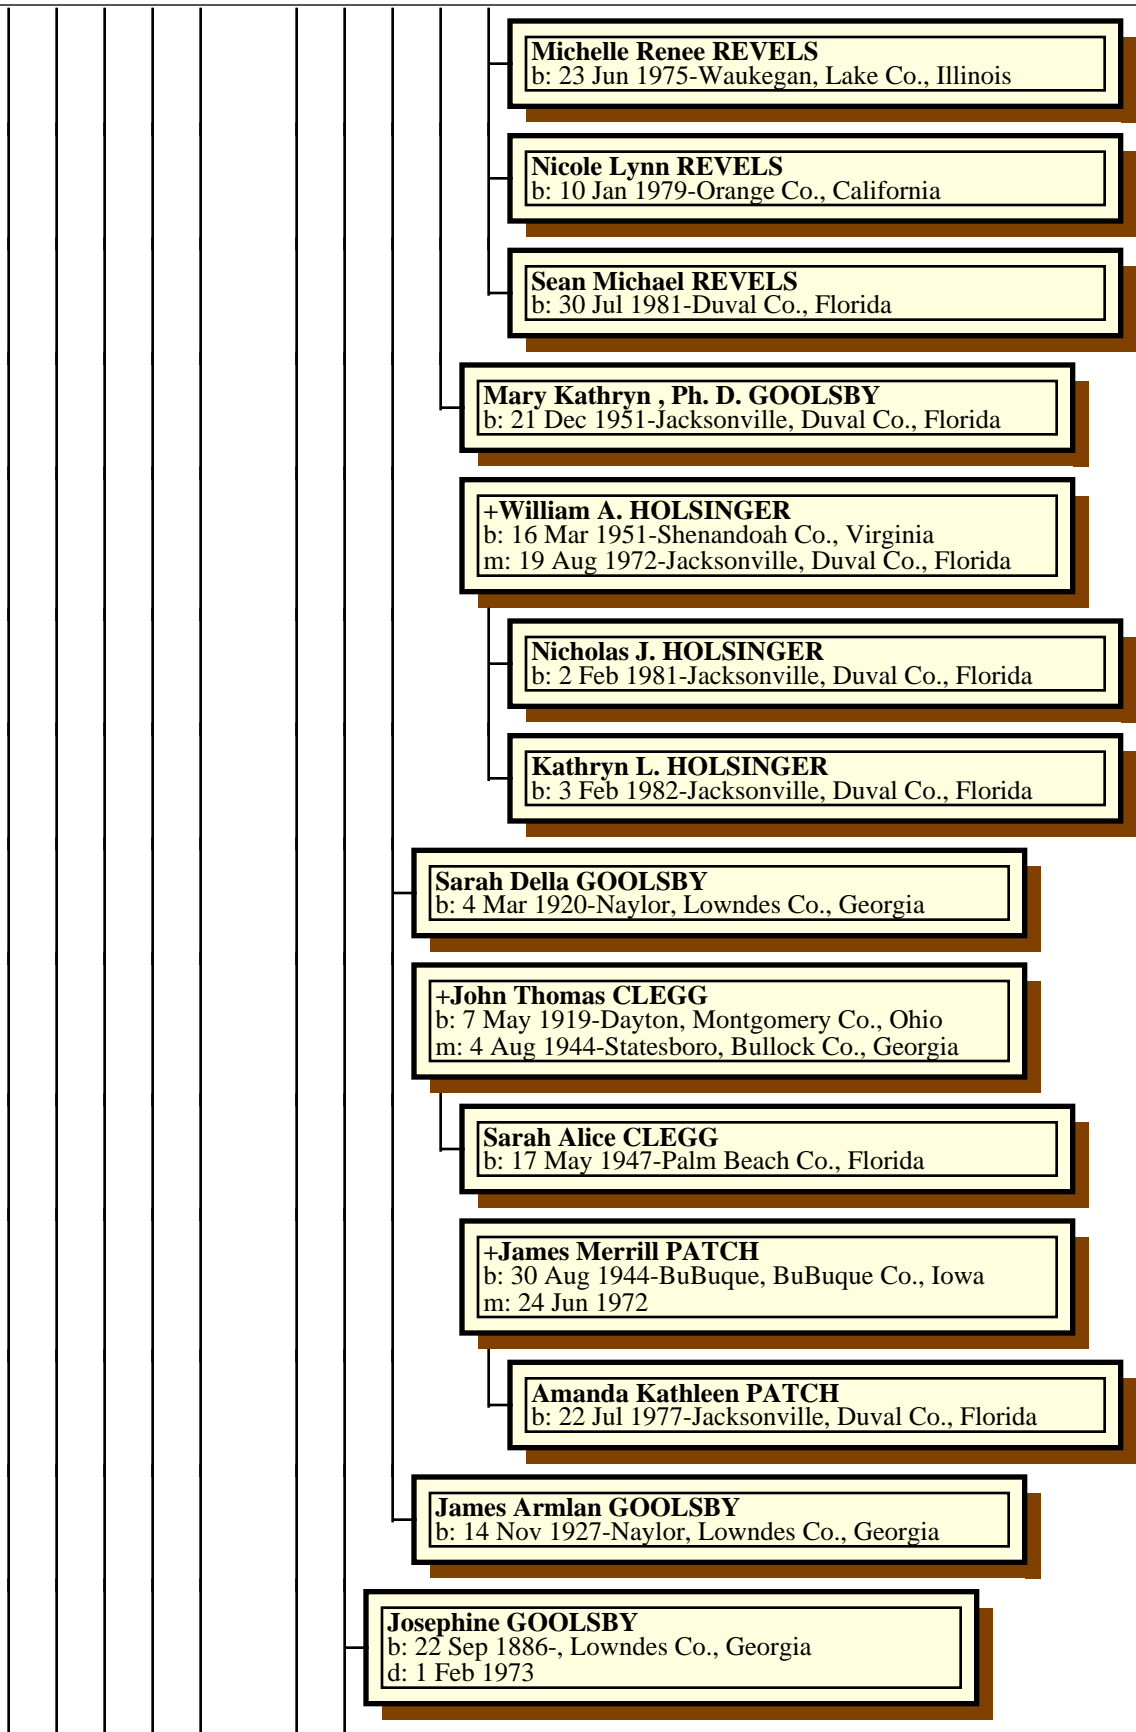 Michelle Renee REVELS
b: 23 Jun 1975-Waukegan, Lake Co., Illinois
Nicole Lynn REVELS
b: 10 Jan 1979-Orange Co., California
Sean Michael REVELS
b: 30 Jul 1981-Duval Co., Florida
Mary Kathryn , Ph. D. GOOLSBY
b: 21 Dec 1951-Jacksonville, Duval Co., Florida
+William A. HOLSINGER
b: 16 Mar 1951-Shenandoah Co., Virginia
m: 19 Aug 1972-Jacksonville, Duval Co., Florida
Nicholas J. HOLSINGER
b: 2 Feb 1981-Jacksonville, Duval Co., Florida
Kathryn L. HOLSINGER
b: 3 Feb 1982-Jacksonville, Duval Co., Florida
Sarah Della GOOLSBY
b: 4 Mar 1920-Naylor, Lowndes Co., Georgia
+John Thomas CLEGG
b: 7 May 1919-Dayton, Montgomery Co., Ohio
m: 4 Aug 1944-Statesboro, Bullock Co., Georgia
Sarah Alice CLEGG
b: 17 May 1947-Palm Beach Co., Florida
+James Merrill PATCH
b: 30 Aug 1944-BuBuque, BuBuque Co., Iowa
m: 24 Jun 1972
Amanda Kathleen PATCH
b: 22 Jul 1977-Jacksonville, Duval Co., Florida
James Armlan GOOLSBY
b: 14 Nov 1927-Naylor, Lowndes Co., Georgia
Josephine GOOLSBY
b: 22 Sep 1886-, Lowndes Co., Georgia
d: 1 Feb 1973